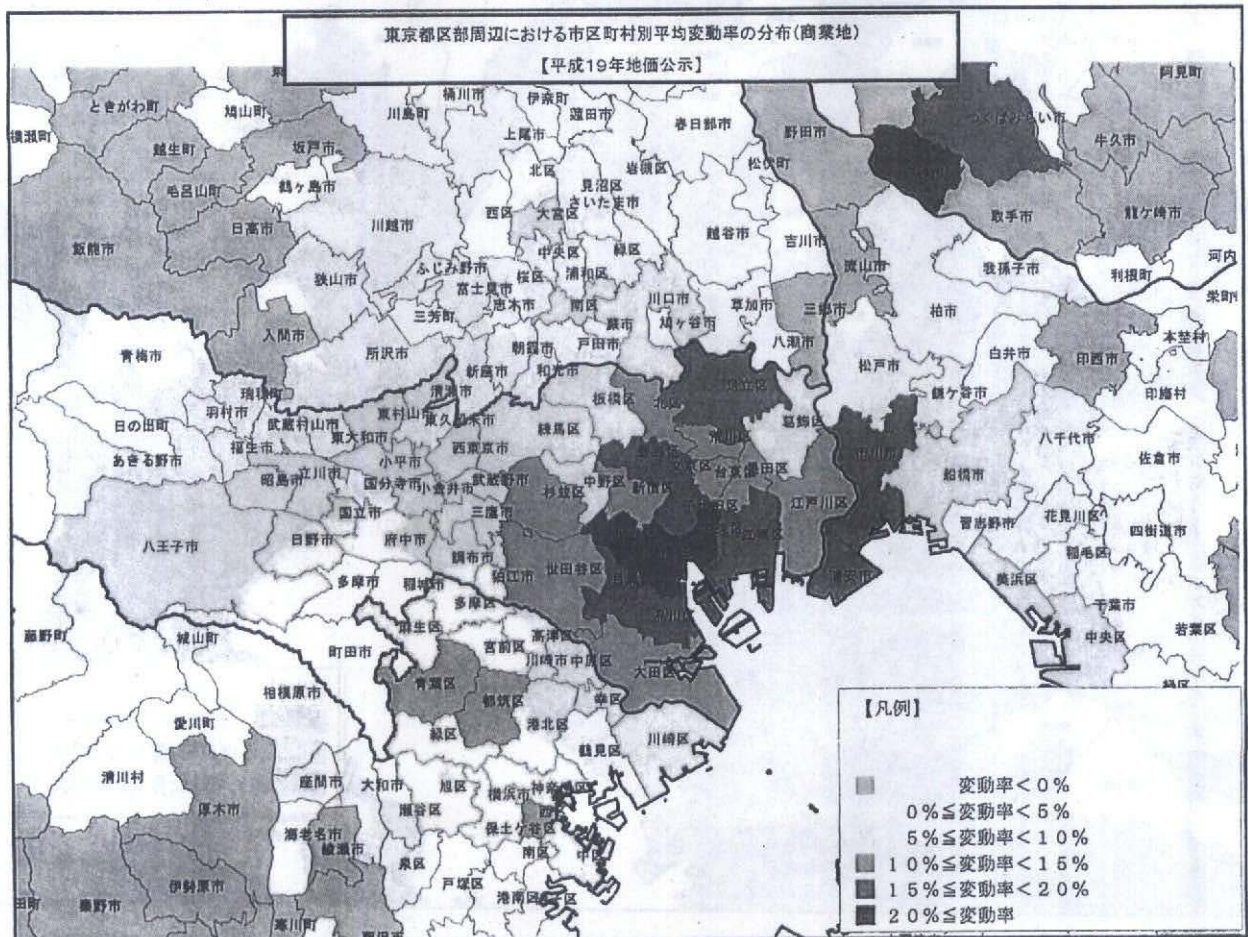 東京都区部周辺における市区町村別平均変動率の分布(商業地)
【平成19年地価公示】
ときがわ町
鳩山町
川島町
桶川市
伊奈町
蓮田市
春日部市
野田市
つくばみらい市
阿見町
牛久市
横瀬町
越生町
坂戸市
上尾市
岩槻区
松伏町
毛呂山町
鶴ヶ島市
北区
見沼区
さいたま市
取手市
龍ケ崎市
飯能市
日高市
川越市
西区
大宮区
越谷市
吉川市
流山市
我孫子市
利根町
河内
栄町
狭山市
ふじみ野市
富士見市
中央区
桜区
浦和区
緑区
三芳町
志木市
南区
川口市
鳩ヶ谷市
草加市
三郷市
柏市
本埜村
入間市
所沢市
新座市
朝霞市
和光市
蕨市
戸田市
八潮市
松戸市
白井市
印西市
青梅市
瑞穂町
清瀬市
鎌ケ谷市
印旛村
羽村市
武蔵村山市
東村山市
東久留米市
板橋区
北区
足立区
葛飾区
日の出町
福生市
東大和市
西東京市
練馬区
荒川区
市川市
八千代市
あきる野市
小平市
豊島区
文京区
台東区
墨田区
佐倉市
昭島市
立川市
国分寺市
小金井市
武蔵野市
杉並区
中野区
新宿区
千代田区
江戸川区
船橋市
八王子市
国立市
三鷹市
江東区
習志野市
花見川区
四街道市
日野市
府中市
調布市
世田谷区
浦安市
稲毛区
多摩市
稲城市
狛江市
美浜区
千葉市
藤野町
城山町
多摩区
品川区
中央区
若葉区
町田市
麻生区
宮前区
高津区
緑区
相模原市
青葉区
都筑区
川崎市
中原区
大田区
愛川町
幸区
緑区
港北区
鶴見区
川崎区
清川村
厚木市
座間市
大和市
旭区
横浜市
神奈川区
瀬谷区
西
海老名市
綾瀬市
保土ケ谷区
泉区
南区
中区
伊勢原市
戸塚区
港南区
秦野市
寒川町
【凡例】
変動率<0%
0%≦変動率<5%
5%≦変動率<10%
10%≦変動率<15%
15%≦変動率<20%
20%≦変動率